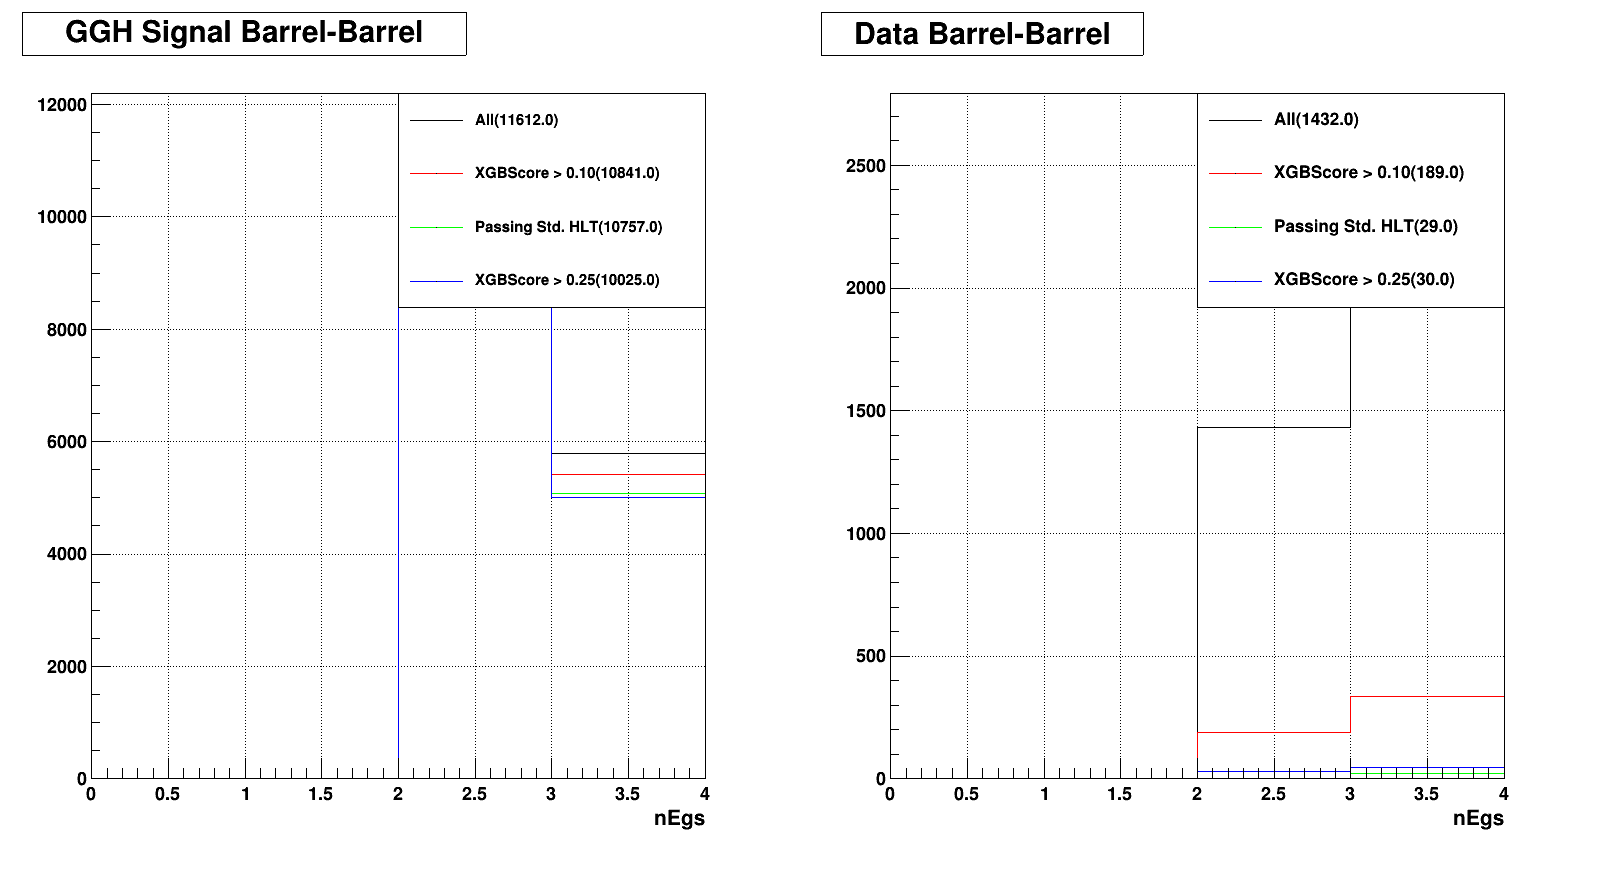 GGH Signal Barrel-Barrel
12000
10000
8000
6000
4000
2000
0
All(11612.0)
XGBScore > 0.10(10841.0)
Passing Std. HLT(10757.0)
XGBScore > 0.25(10025.0)
0 0.5 1 1.5 2 2.5 3 3.5 4
nEgs
Data Barrel-Barrel
2500
2000
1500
1000
500
0
All(1432.0)
XGBScore > 0.10(189.0)
Passing Std. HLT(29.0)
XGBScore > 0.25(30.0)
0 0.5 1 1.5 2 2.5 3 3.5 4
nEgs